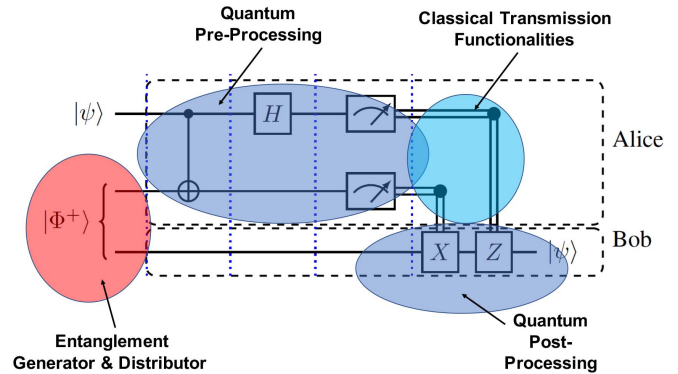 Quantum
Pre-Processing
Classical Transmission
Functionalities
|ψ⟩
H
Alice
|Φ⁺⟩
Bob
X
Z
|ψ⟩
Entanglement
Generator & Distributor
Quantum
Post-
Processing